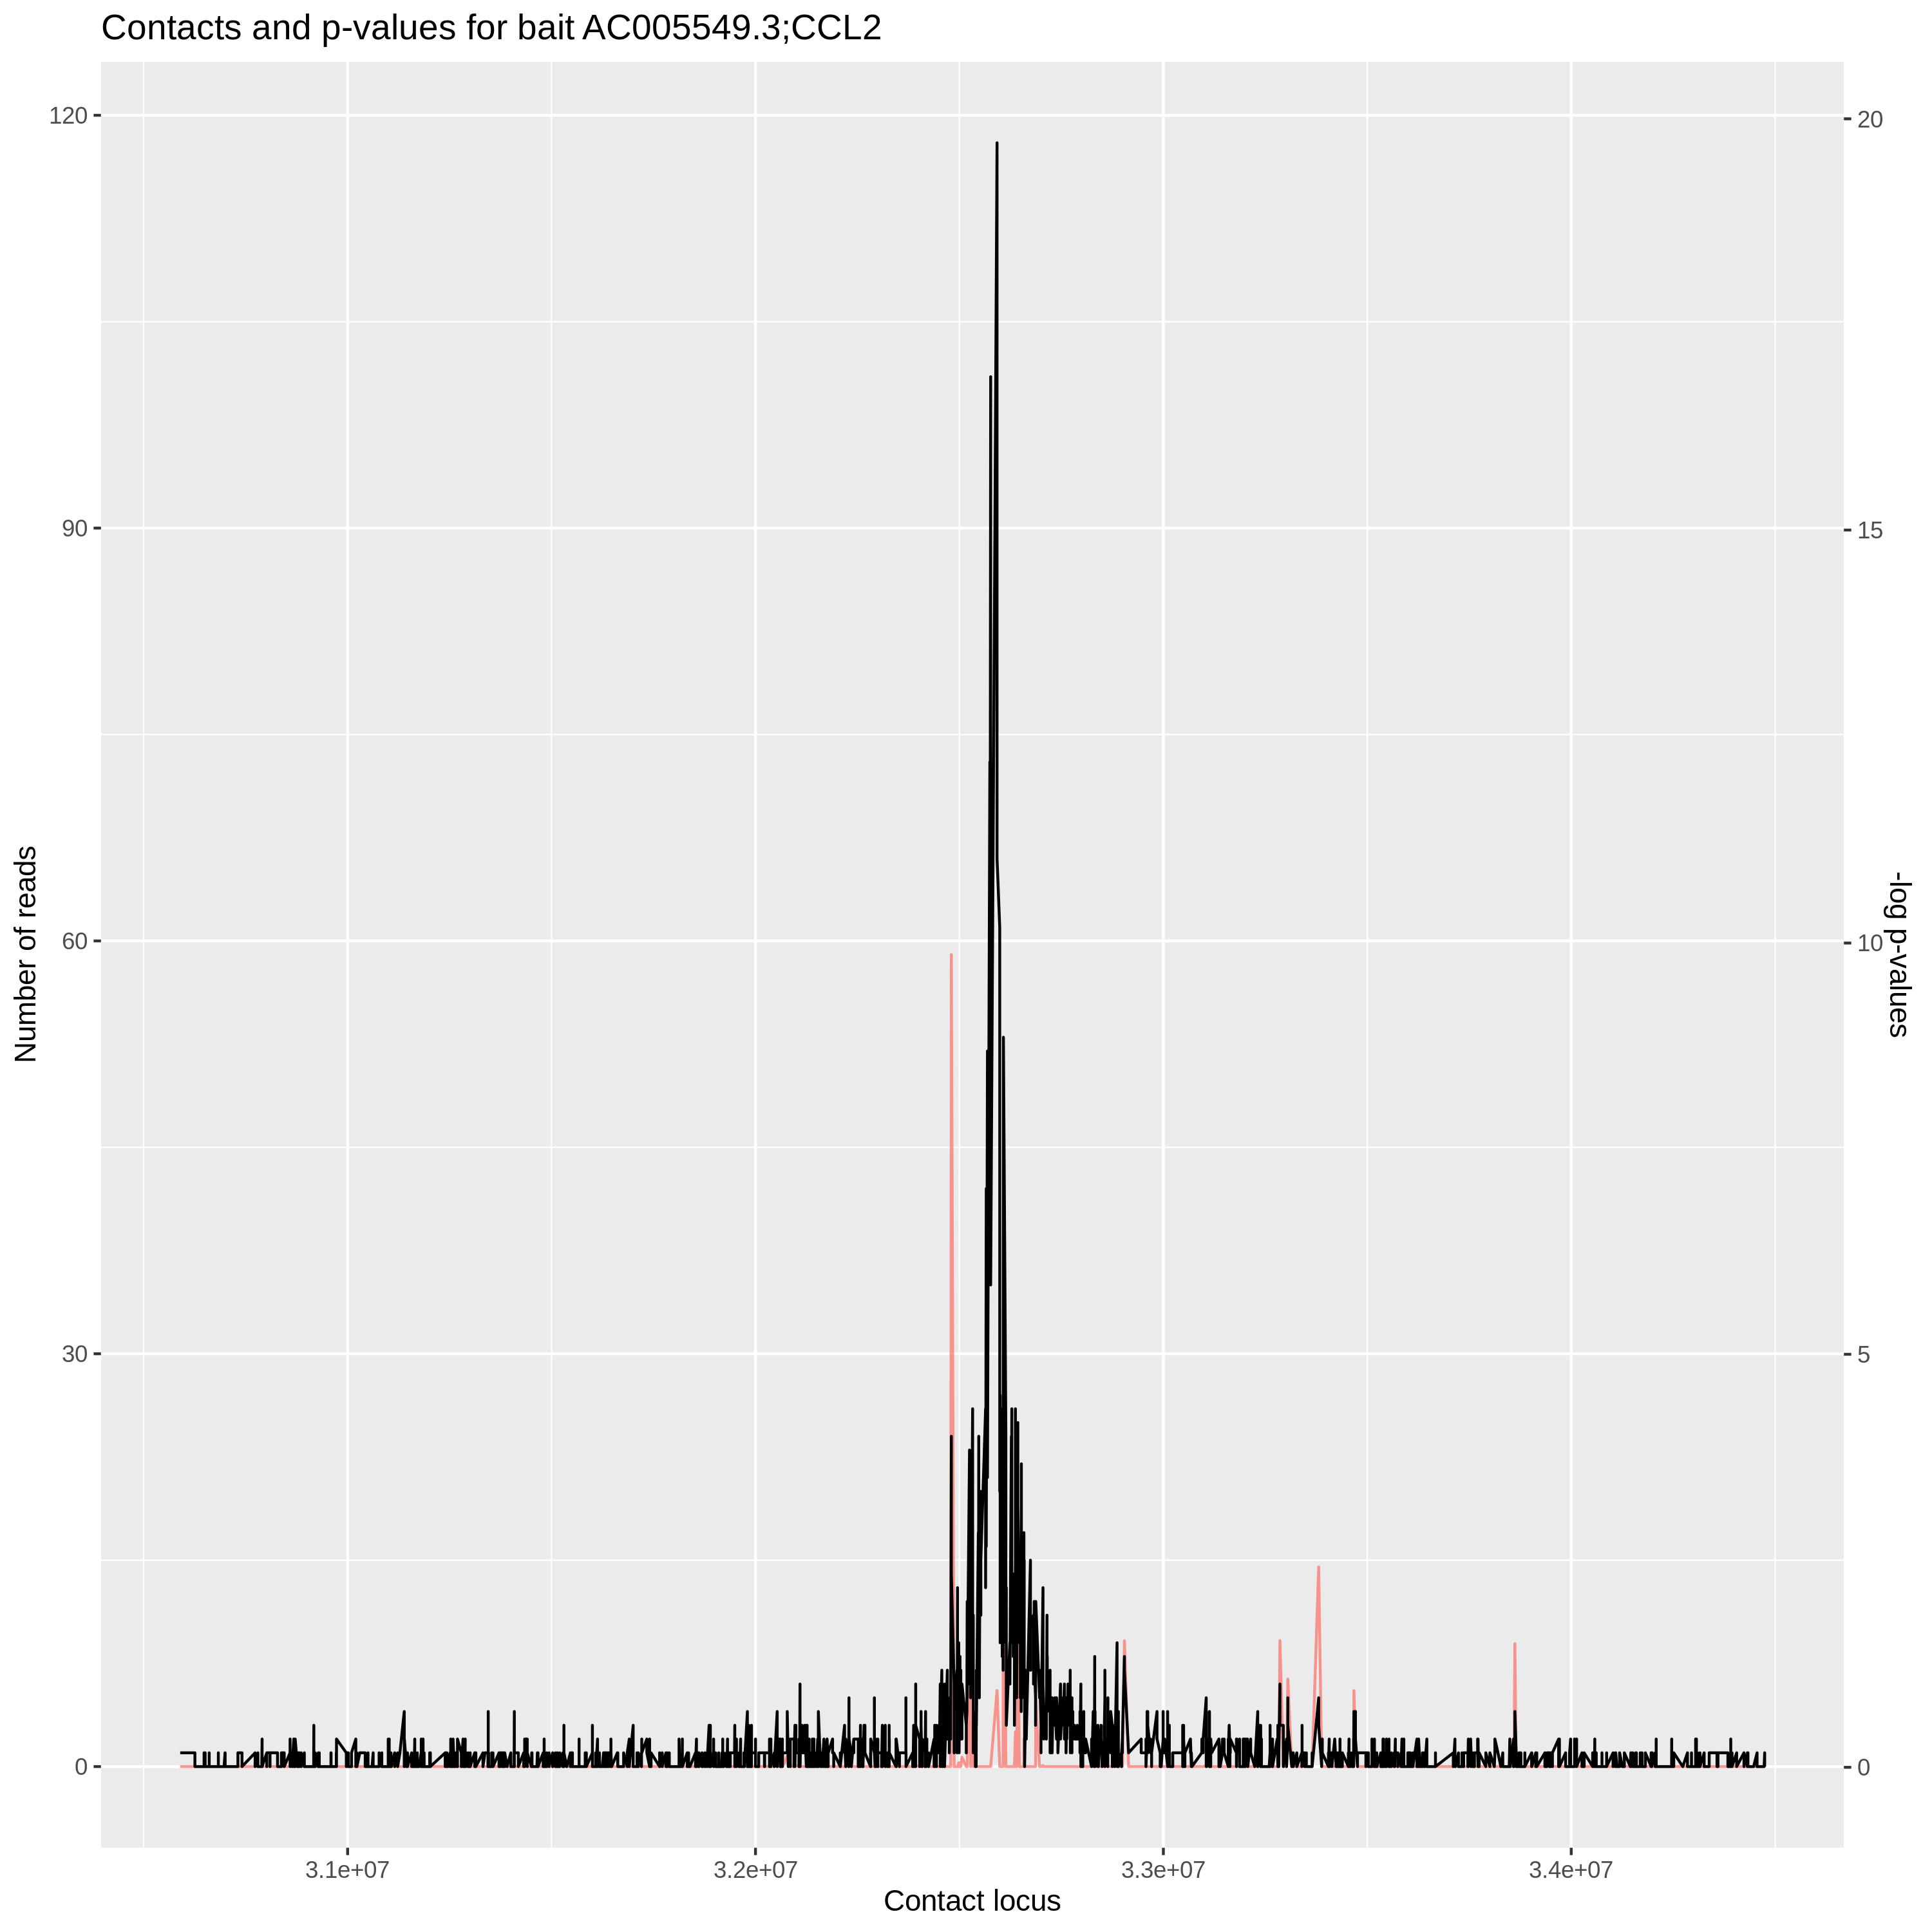 Contacts and p-values for bait AC005549.3;CCL2
120
90
60
30
0
Number of reads
20
15
10
5
0
-log p-values
3.1e+07
3.2e+07
3.3e+07
3.4e+07
Contact locus